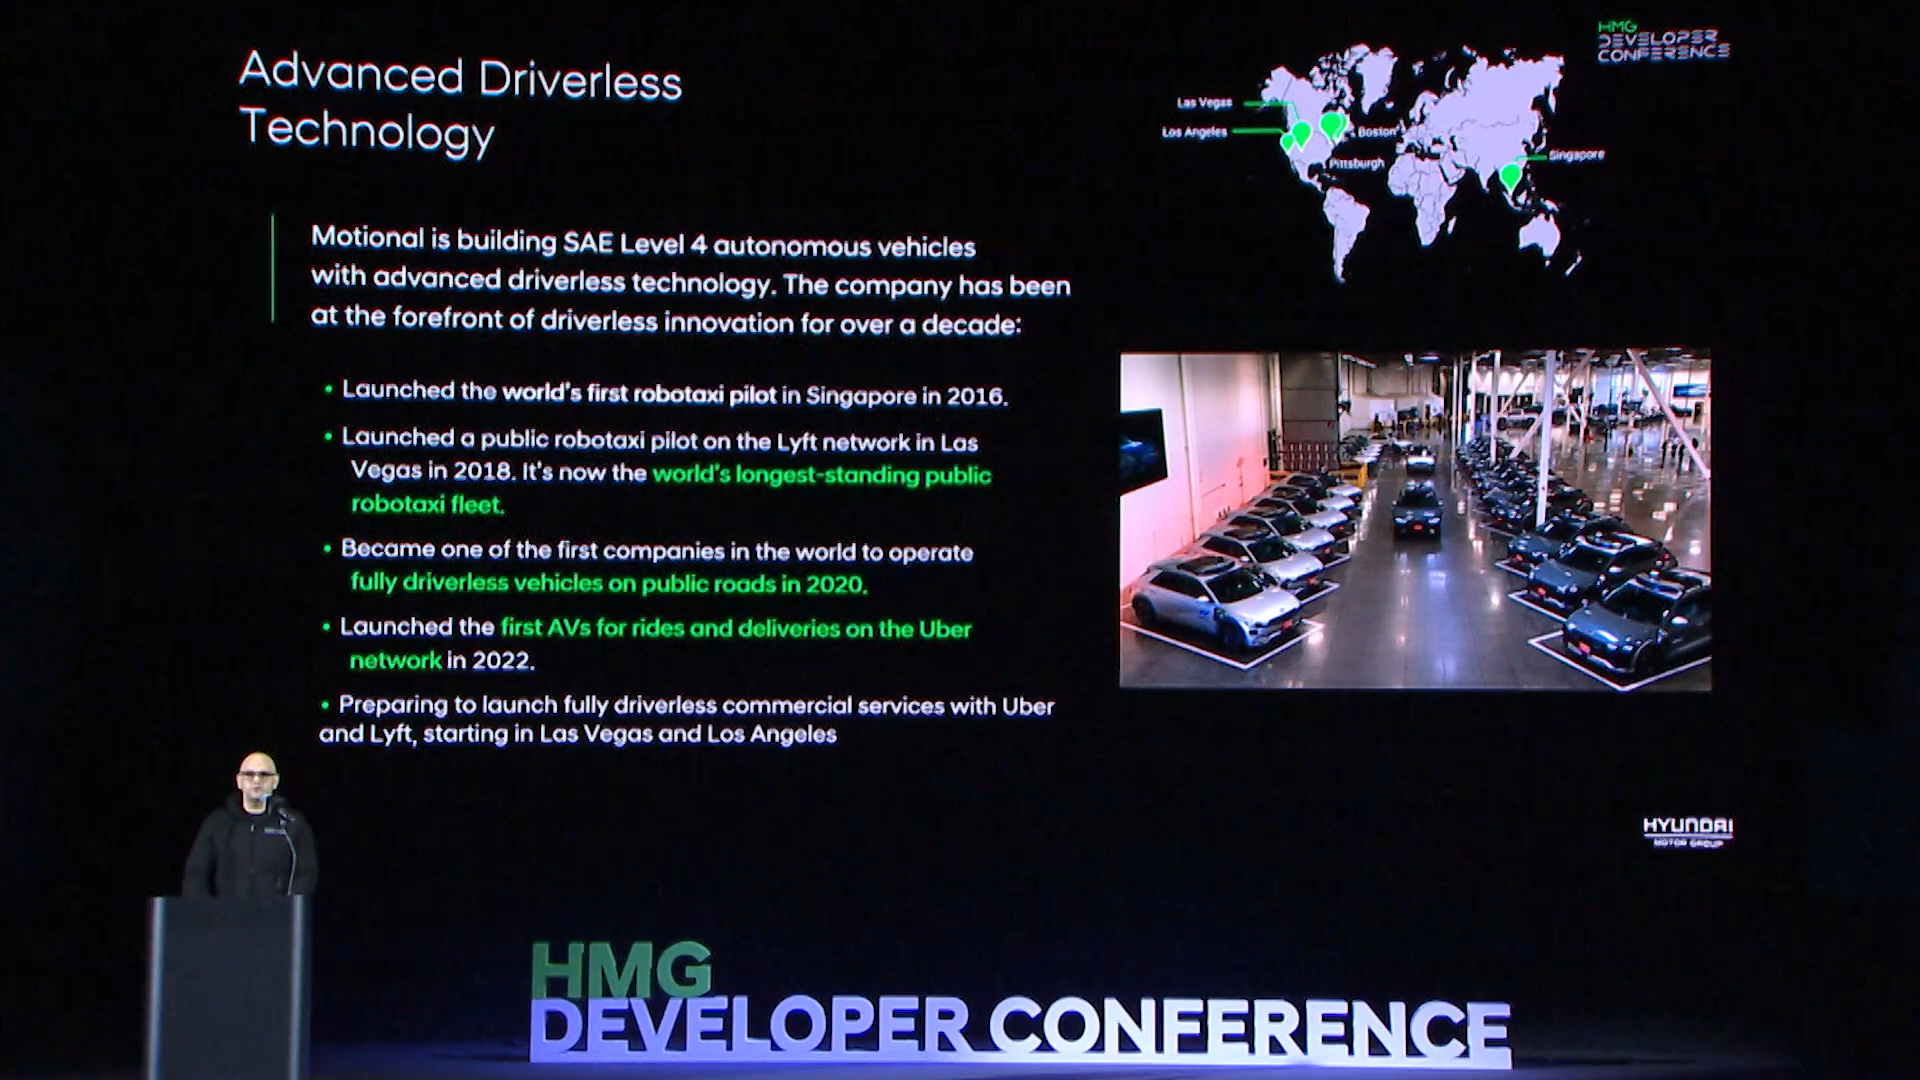 Advanced Driverless
Technology
HMG
DEVELOPER
CONFERENCE
Las Vegas
Los Angeles
Boston
Pittsburgh
Singapore
Motional is building SAE Level 4 autonomous vehicles
with advanced driverless technology. The company has been
at the forefront of driverless innovation for over a decade:
• Launched the world's first robotaxi pilot in Singapore in 2016.
• Launched a public robotaxi pilot on the Lyft network in Las
Vegas in 2018. It's now the world's longest-standing public
robotaxi fleet.
• Became one of the first companies in the world to operate
fully driverless vehicles on public roads in 2020.
• Launched the first AVs for rides and deliveries on the Uber
network in 2022.
• Preparing to launch fully driverless commercial services with Uber
and Lyft, starting in Las Vegas and Los Angeles
HYUNDAI
MOTOR GROUP
HMG
DEVELOPER CONFERENCE